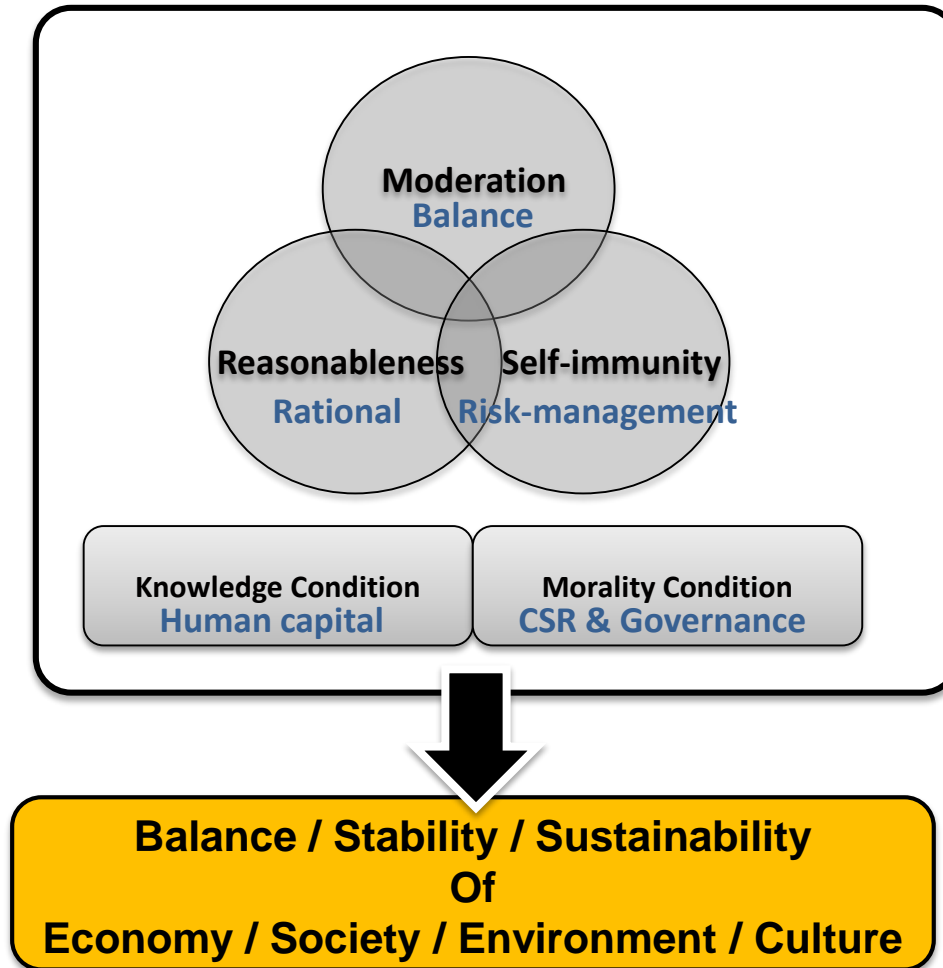 Moderation
Balance
Reasonableness
Self-immunity
Rational
Risk-management
Knowledge Condition
Human capital
Morality Condition
CSR & Governance
Balance / Stability / Sustainability
Of
Economy / Society / Environment / Culture